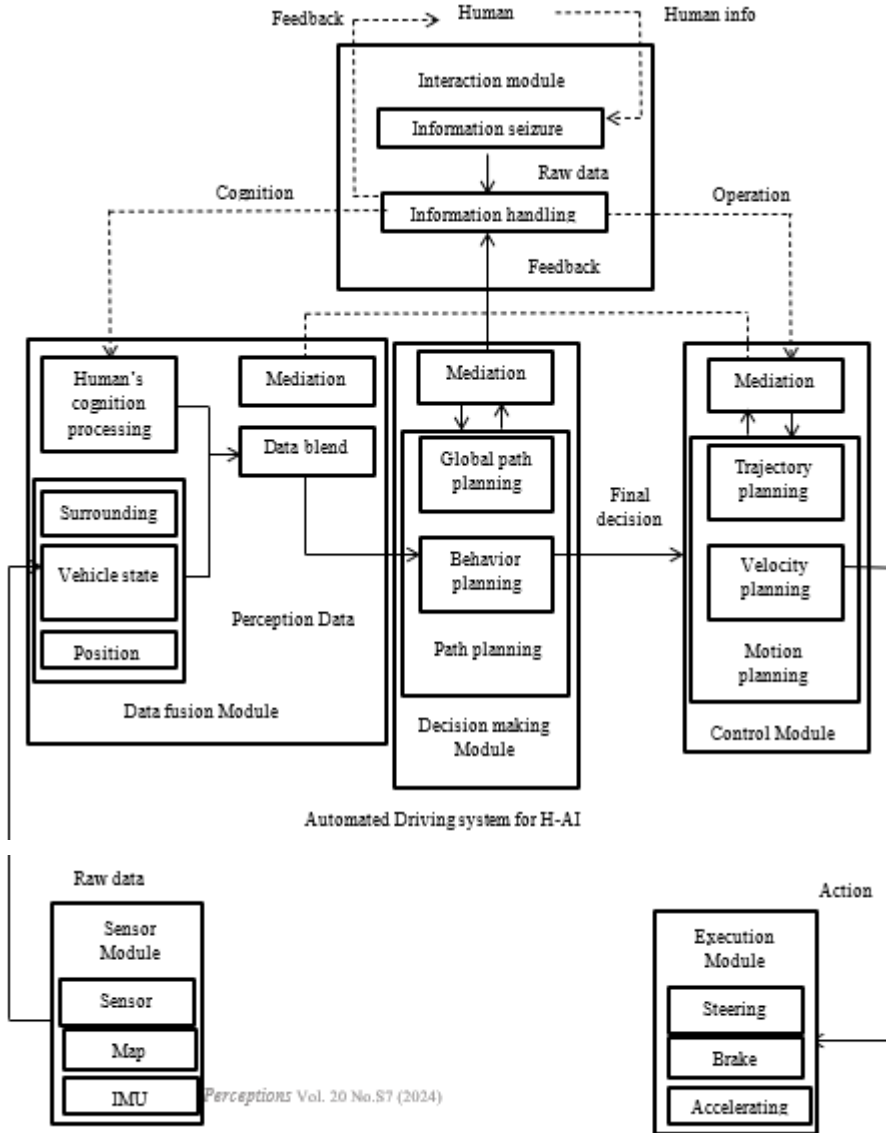 Feedback
Human
Human info
Interaction module
Information seizure
Raw data
Cognition
Information handling
Operation
Feedback
Human's
cognition
processing
Mediation
Data blend
Surrounding
Vehicle state
Position
Perception Data
Data fusion Module
Mediation
Global path
planning
Behavior
planning
Path planning
Decision making
Module
Final
decision
Mediation
Trajectory
planning
Velocity
planning
Motion
planning
Control Module
Automated Driving system for H-AI
Raw data
Sensor
Module
Sensor
Map
IMU
Perceptions Vol. 20 No.S7 (2024)
Action
Execution
Module
Steering
Brake
Accelerating